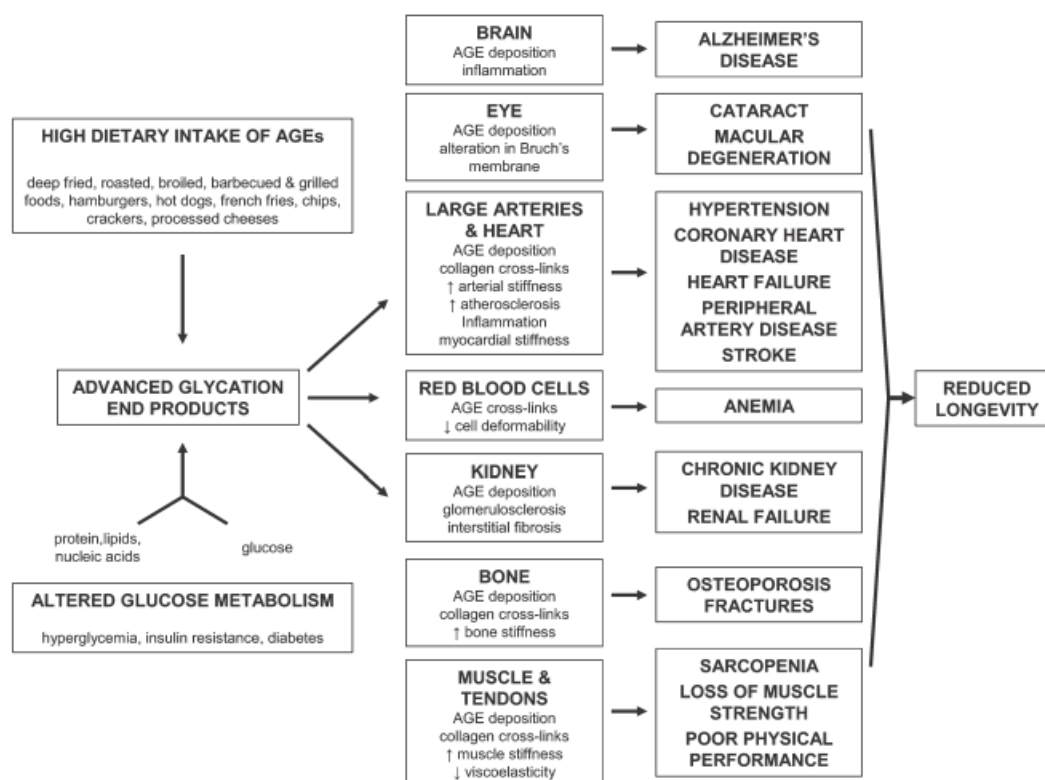 HIGH DIETARY INTAKE OF AGEs
deep fried, roasted, broiled, barbecued & grilled
foods, hamburgers, hot dogs, french fries, chips,
crackers, processed cheeses
ADVANCED GLYCATION
END PRODUCTS
protein,lipids,
nucleic acids
glucose
ALTERED GLUCOSE METABOLISM
hyperglycemia, insulin resistance, diabetes
BRAIN
AGE deposition
inflammation
ALZHEIMER'S
DISEASE
EYE
AGE deposition
alteration in Bruch's
membrane
CATARACT
MACULAR
DEGENERATION
LARGE ARTERIES
& HEART
AGE deposition
collagen cross-links
↑ arterial stiffness
↑ atherosclerosis
Inflammation
myocardial stiffness
HYPERTENSION
CORONARY HEART
DISEASE
HEART FAILURE
PERIPHERAL
ARTERY DISEASE
STROKE
RED BLOOD CELLS
AGE cross-links
↓ cell deformability
ANEMIA
KIDNEY
AGE deposition
glomerulosclerosis
interstitial fibrosis
CHRONIC KIDNEY
DISEASE
RENAL FAILURE
BONE
AGE deposition
collagen cross-links
↑ bone stiffness
OSTEOPOROSIS
FRACTURES
MUSCLE &
TENDONS
AGE deposition
collagen cross-links
↑ muscle stiffness
↓ viscoelasticity
SARCOPENIA
LOSS OF MUSCLE
STRENGTH
POOR PHYSICAL
PERFORMANCE
REDUCED
LONGEVITY